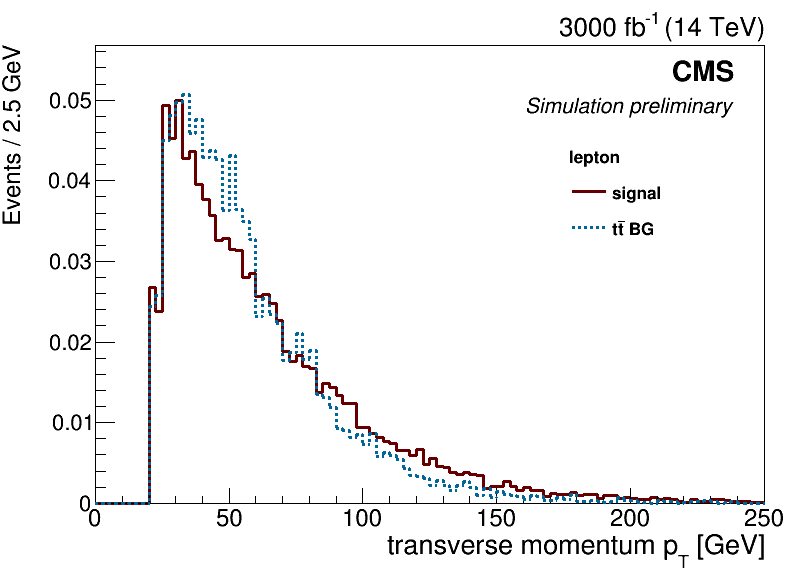 3000 fb-1 (14 TeV)
Events / 2.5 GeV
CMS
Simulation preliminary
lepton
signal
tt̄ BG
0.05
0.04
0.03
0.02
0.01
0
0 50 100 150 200 250
transverse momentum pT [GeV]